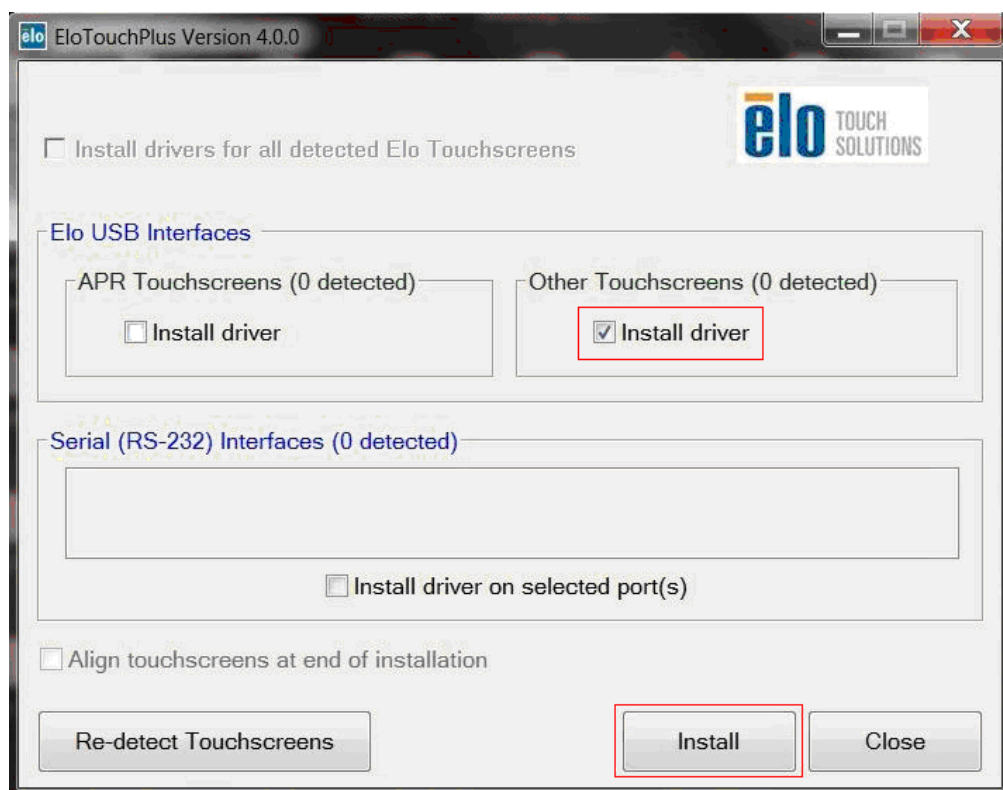 elo EloTouchPlus Version 4.0.0
X
Install drivers for all detected Elo Touchscreens
ēlo TOUCH SOLUTIONS
Elo USB Interfaces
APR Touchscreens (0 detected)
Install driver
Other Touchscreens (0 detected)
Install driver
Serial (RS-232) Interfaces (0 detected)
Install driver on selected port(s)
Align touchscreens at end of installation
Re-detect Touchscreens
Install
Close